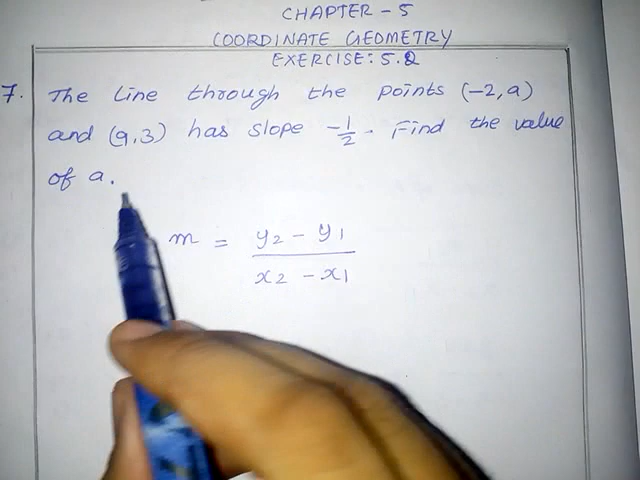 CHAPTER - 5
COORDINATE GEOMETRY
EXERCISE: 5.2
7. The line through the points (-2, a)
and (9,3) has slope -1/2. Find the value
of a.
m = y2 - y1 / x2 - x1